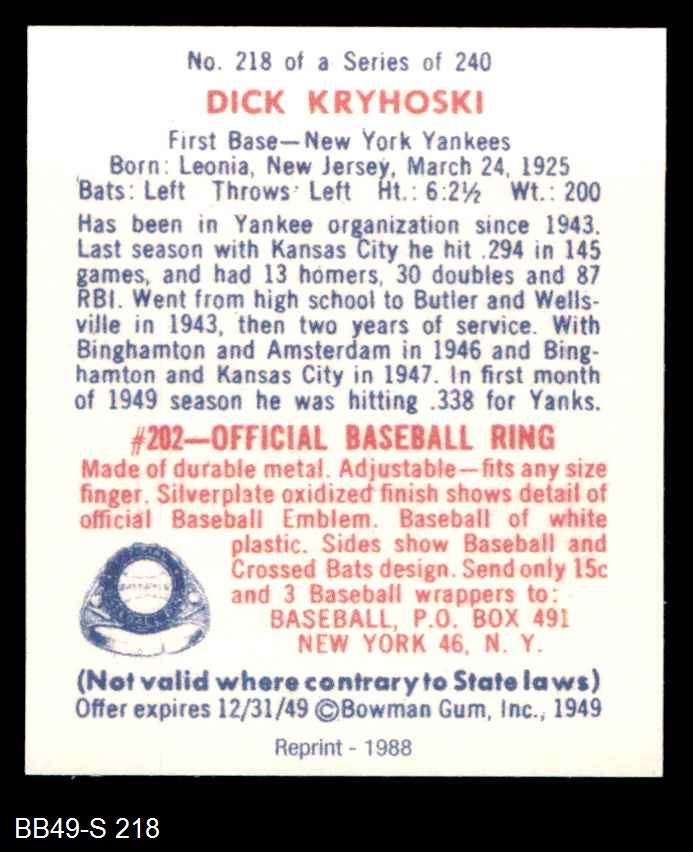 No. 218 of a Series of 240
DICK KRYHOSKI
First Base—New York Yankees
Born: Leonia, New Jersey, March 24, 1925
Bats: Left Throws: Left Ht.: 6:2½ Wt.: 200
Has been in Yankee organization since 1943.
Last season with Kansas City he hit .294 in 145
games, and had 13 homers, 30 doubles and 87
RBI. Went from high school to Butler and Wells-
ville in 1943, then two years of service. With
Binghamton and Amsterdam in 1946 and Bing-
hamton and Kansas City in 1947. In first month
of 1949 season he was hitting .338 for Yanks.
#202—OFFICIAL BASEBALL RING
Made of durable metal. Adjustable—fits any size
finger. Silverplate oxidized finish shows detail of
official Baseball Emblem. Baseball of white
plastic. Sides show Baseball and
Crossed Bats design. Send only 15c
and 3 Baseball wrappers to:
BASEBALL, P.O. BOX 491
NEW YORK 46, N. Y.
(Not valid where contrary to State laws)
Offer expires 12/31/49 ©Bowman Gum, Inc., 1949
Reprint - 1988
BB49-S 218